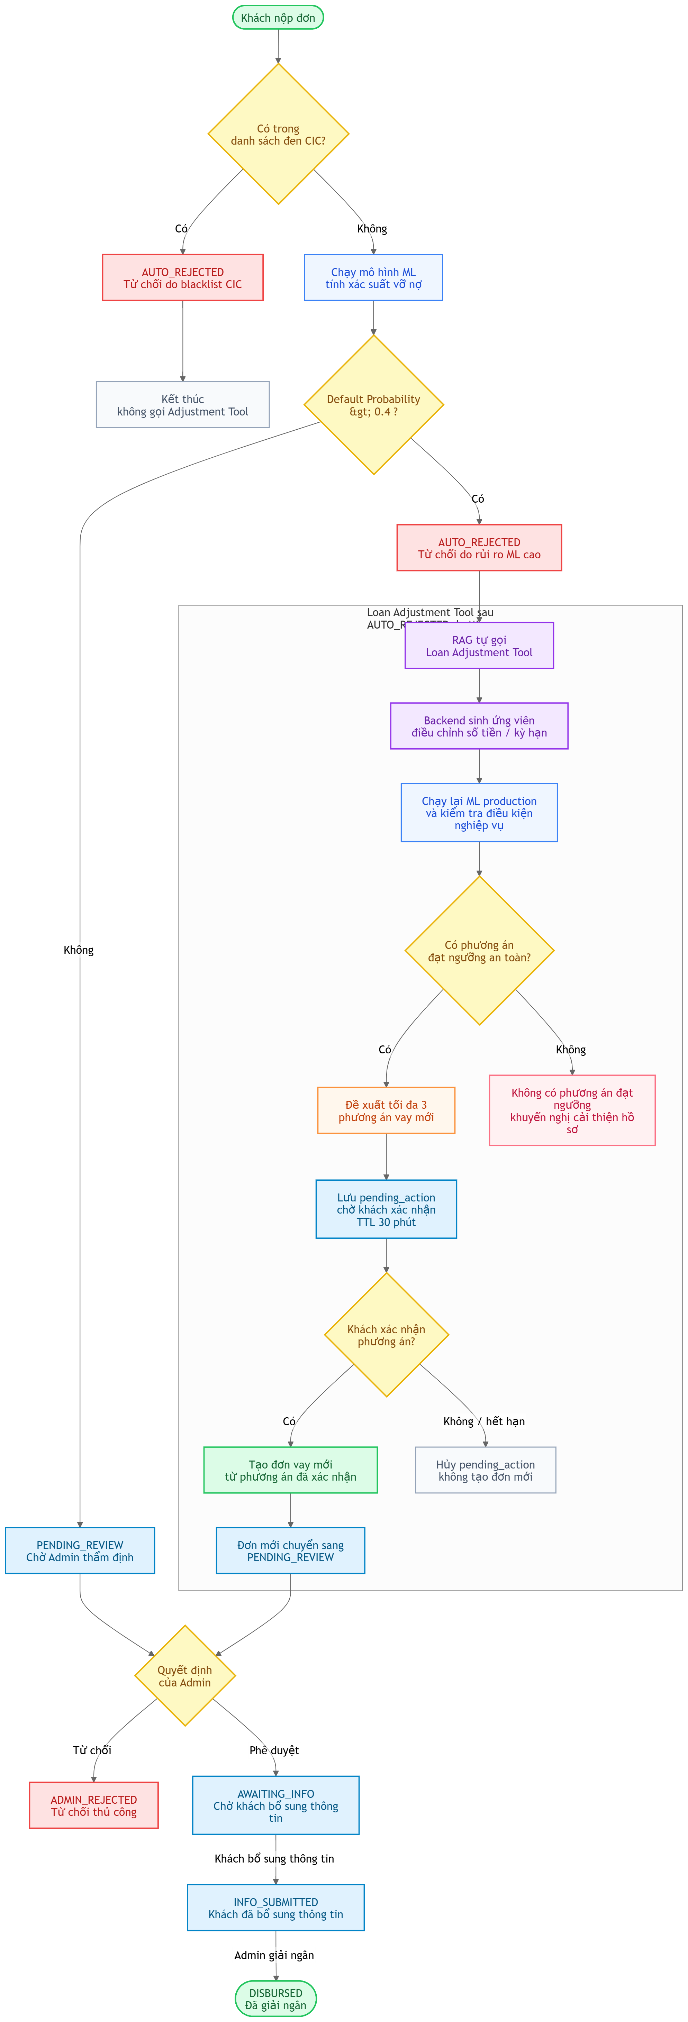 Khách nộp đơn
Có trong
danh sách đen CIC?
Có
Không
AUTO_REJECTED
Từ chối do blacklist CIC
Chạy mô hình ML
tính xác suất vỡ nợ
Kết thúc
không gọi Adjustment Tool
Default Probability
&gt; 0.4 ?
Có
AUTO_REJECTED
Từ chối do rủi ro ML cao
Loan Adjustment Tool sau
RAG tự gọi
Loan Adjustment Tool
Backend sinh ứng viên
điều chỉnh số tiền / kỳ hạn
Chạy lại ML production
và kiểm tra điều kiện
nghiệp vụ
Có phương án
đạt ngưỡng an toàn?
Không
Có
Không
Đề xuất tối đa 3
phương án vay mới
Không có phương án đạt
ngưỡng
khuyến nghị cải thiện hồ
sơ
Lưu pending_action
chờ khách xác nhận
TTL 30 phút
Khách xác nhận
phương án?
Có
Không / hết hạn
Tạo đơn vay mới
từ phương án đã xác nhận
Hủy pending_action
không tạo đơn mới
PENDING_REVIEW
Chờ Admin thẩm định
Đơn mới chuyển sang
PENDING_REVIEW
Quyết định
của Admin
Từ chối
Phê duyệt
ADMIN_REJECTED
Từ chối thủ công
AWAITING_INFO
Chờ khách bổ sung thông
tin
Khách bổ sung thông tin
INFO_SUBMITTED
Khách đã bổ sung thông tin
Admin giải ngân
DISBURSED
Đã giải ngân